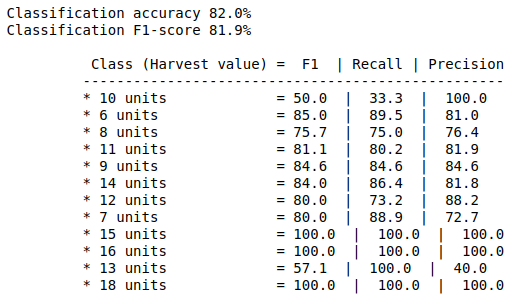 Classification accuracy 82.0%
Classification F1-score 81.9%
Class (Harvest value) = F1 | Recall | Precision
--------------------------------------------------
* 10 units = 50.0 | 33.3 | 100.0
* 6 units = 85.0 | 89.5 | 81.0
* 8 units = 75.7 | 75.0 | 76.4
* 11 units = 81.1 | 80.2 | 81.9
* 9 units = 84.6 | 84.6 | 84.6
* 14 units = 84.0 | 86.4 | 81.8
* 12 units = 80.0 | 73.2 | 88.2
* 7 units = 80.0 | 88.9 | 72.7
* 15 units = 100.0 | 100.0 | 100.0
* 16 units = 100.0 | 100.0 | 100.0
* 13 units = 57.1 | 100.0 | 40.0
* 18 units = 100.0 | 100.0 | 100.0